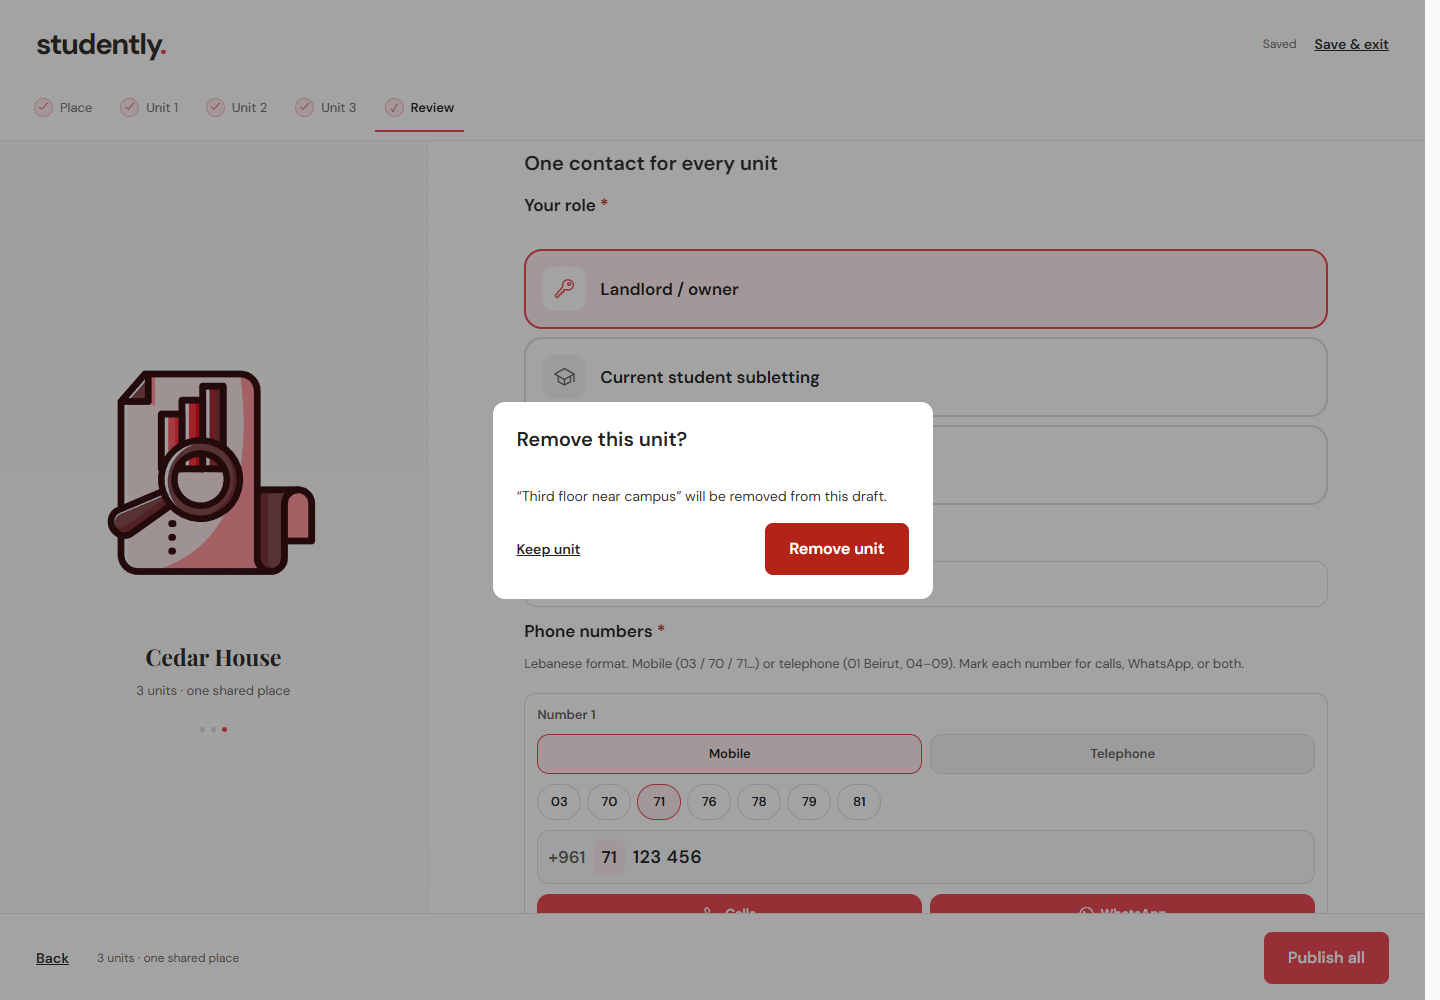 studently.
Saved
Save & exit
Place
Unit 1
Unit 2
Unit 3
Review
One contact for every unit
Your role *
Landlord / owner
Current student subletting
Remove this unit?
“Third floor near campus” will be removed from this draft.
Keep unit
Remove unit
Cedar House
3 units · one shared place
Phone numbers *
Lebanese format. Mobile (03 / 70 / 71…) or telephone (01 Beirut, 04–09). Mark each number for calls, WhatsApp, or both.
Number 1
Mobile
Telephone
03
70
71
76
78
79
81
+961 71 123 456
Calls
WhatsApp
Back
3 units · one shared place
Publish all